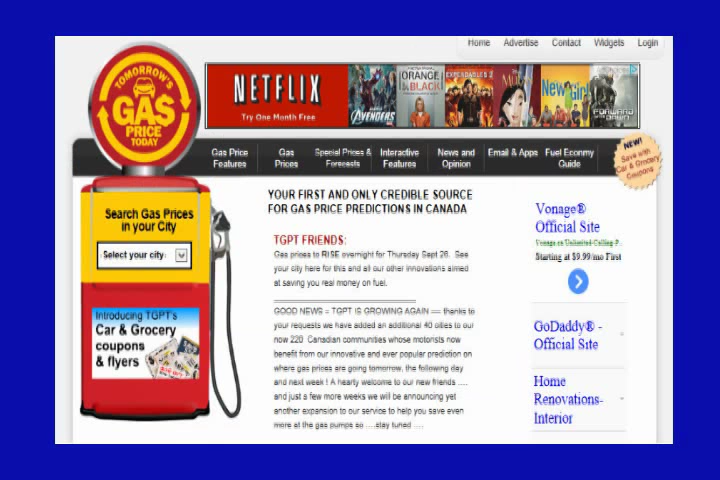 Home Advertise Contact Widgets Login
TOMORROW'S
GAS
PRICE
TODAY
NETFLIX
Try One Month Free
AVENGERS
ORANGE
BLACK
EXPENDABLES 2
Mulan
New Girl
FORWARD
DAWN
Gas Price Features
Gas Prices
Special Prices & Forecasts
Interactive Features
News and Opinion
Email & Apps
Fuel Econmy Guide
NEW!
Save with
Car & Grocery
Coupons
Search Gas Prices
in your City
Select your city
Introducing TGPT's
Car & Grocery
coupons
& flyers
YOUR FIRST AND ONLY CREDIBLE SOURCE
FOR GAS PRICE PREDICTIONS IN CANADA
TGPT FRIENDS:
Gas prices to RISE overnight for Thursday Sept 26. See
your city here for this and all our other innovations aimed
at saving you real money on fuel.
GOOD NEWS = TGPT IS GROWING AGAIN == thanks to
your requests we have added an additional 40 cities to our
now 220 Canadian communities whose motorists now
benefit from our innovative and ever popular prediction on
where gas prices are going tomorrow, the following day
and next week ! A hearty welcome to our new friends ....
and just a few more weeks we will be announcing yet
another expansion to our service to help you save even
more at the gas pumps so ....stay tuned ....
Vonage®
Official Site
Vonage.ca Unlimited-Calling-P..
Starting at $9.99/mo First
GoDaddy® -
Official Site
Home
Renovations-
Interior